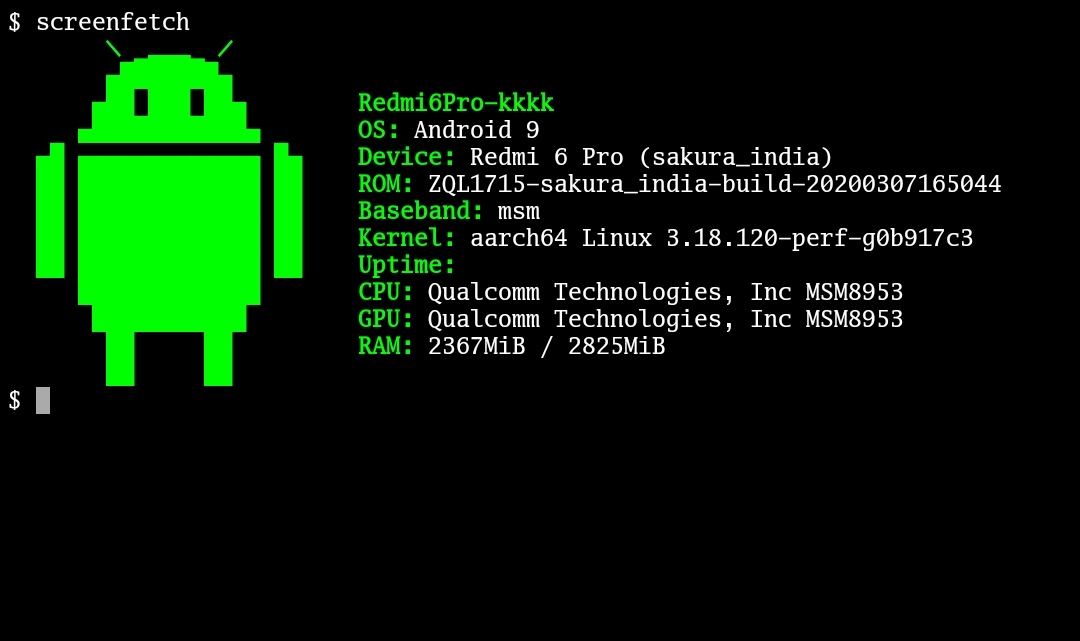 $ screenfetch
Redmi6Pro-kkkk
OS: Android 9
Device: Redmi 6 Pro (sakura_india)
ROM: ZQL1715-sakura_india-build-20200307165044
Baseband: msm
Kernel: aarch64 Linux 3.18.120-perf-g0b917c3
Uptime:
CPU: Qualcomm Technologies, Inc MSM8953
GPU: Qualcomm Technologies, Inc MSM8953
RAM: 2367MiB / 2825MiB
$